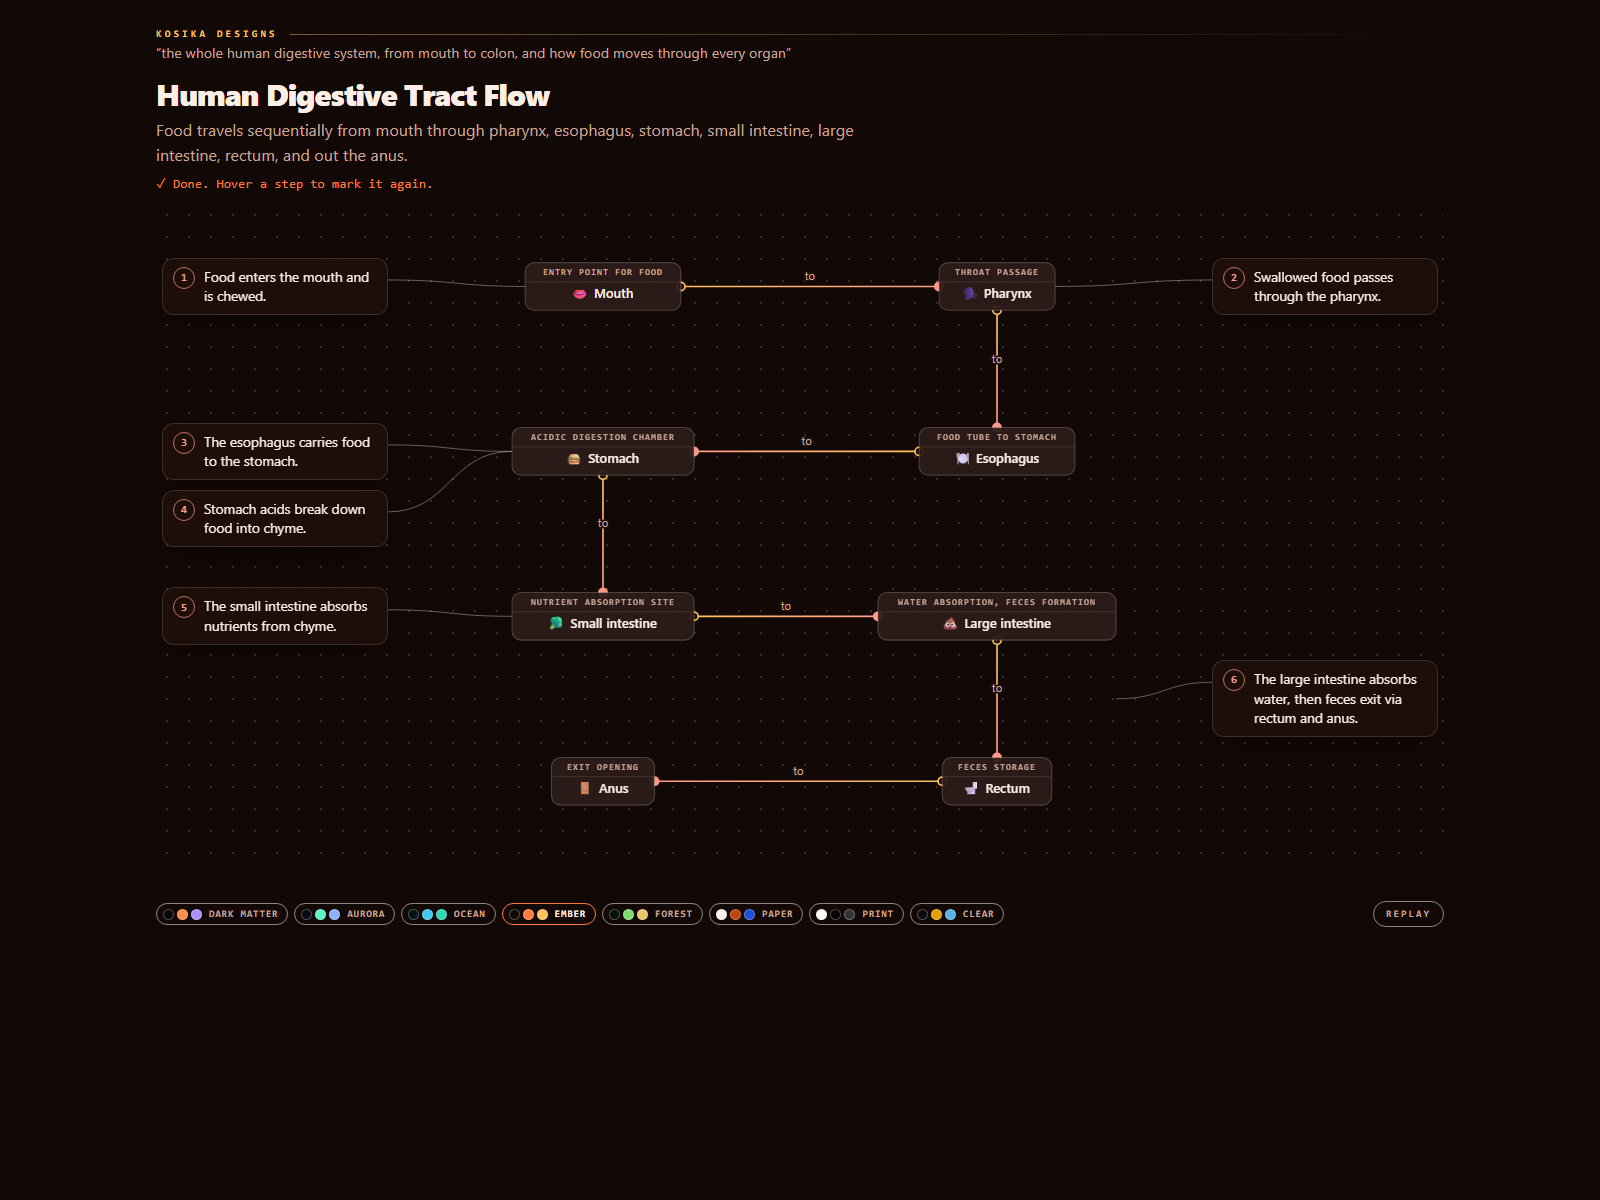 KOSIKA DESIGNS
“the whole human digestive system, from mouth to colon, and how food moves through every organ”
Human Digestive Tract Flow
Food travels sequentially from mouth through pharynx, esophagus, stomach, small intestine, large
intestine, rectum, and out the anus.
✓ Done. Hover a step to mark it again.
1
Food enters the mouth and
is chewed.
ENTRY POINT FOR FOOD
Mouth
to
THROAT PASSAGE
Pharynx
2
Swallowed food passes
through the pharynx.
to
3
The esophagus carries food
to the stomach.
ACIDIC DIGESTION CHAMBER
Stomach
to
FOOD TUBE TO STOMACH
Esophagus
4
Stomach acids break down
food into chyme.
to
5
The small intestine absorbs
nutrients from chyme.
NUTRIENT ABSORPTION SITE
Small intestine
to
WATER ABSORPTION, FECES FORMATION
Large intestine
to
6
The large intestine absorbs
water, then feces exit via
rectum and anus.
EXIT OPENING
Anus
to
FECES STORAGE
Rectum
DARK MATTER
AURORA
OCEAN
EMBER
FOREST
PAPER
PRINT
CLEAR
REPLAY